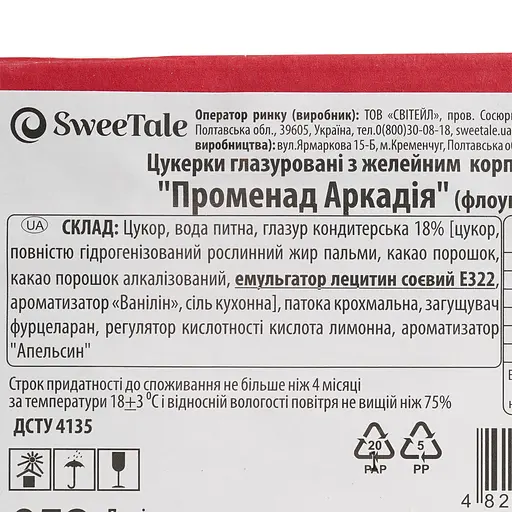 SweeTale
Оператор ринку (виробник): ТОВ «СВІТЕЙЛ», пров. Сосюр
Полтавська обл., 39605, Україна, тел.0(800)30-08-18, sweetale.ua
виробництва): вул.Ярмаркова 15-Б, м.Кременчуг, Полтавська о
Цукерки глазуровані з желейним корп
"Променад Аркадія" (флоу
UA СКЛАД: Цукор, вода питна, глазур кондитерська 18% [цукор,
повністю гідрогенізований рослинний жир пальми, какао порошок,
какао порошок алкалізований, емульгатор лецитин соєвий Е322,
ароматизатор «Ванілін», сіль кухонна], патока крохмальна, загущувач
фурцеларан, регулятор кислотності кислота лимонна, ароматизатор
"Апельсин"
Строк придатності до споживання не більше ніж 4 місяці
за температури 18±3 ⁰С і відносній вологості повітря не вищій ніж 75%
ДСТУ 4135
20 5
PAP PP
4 82